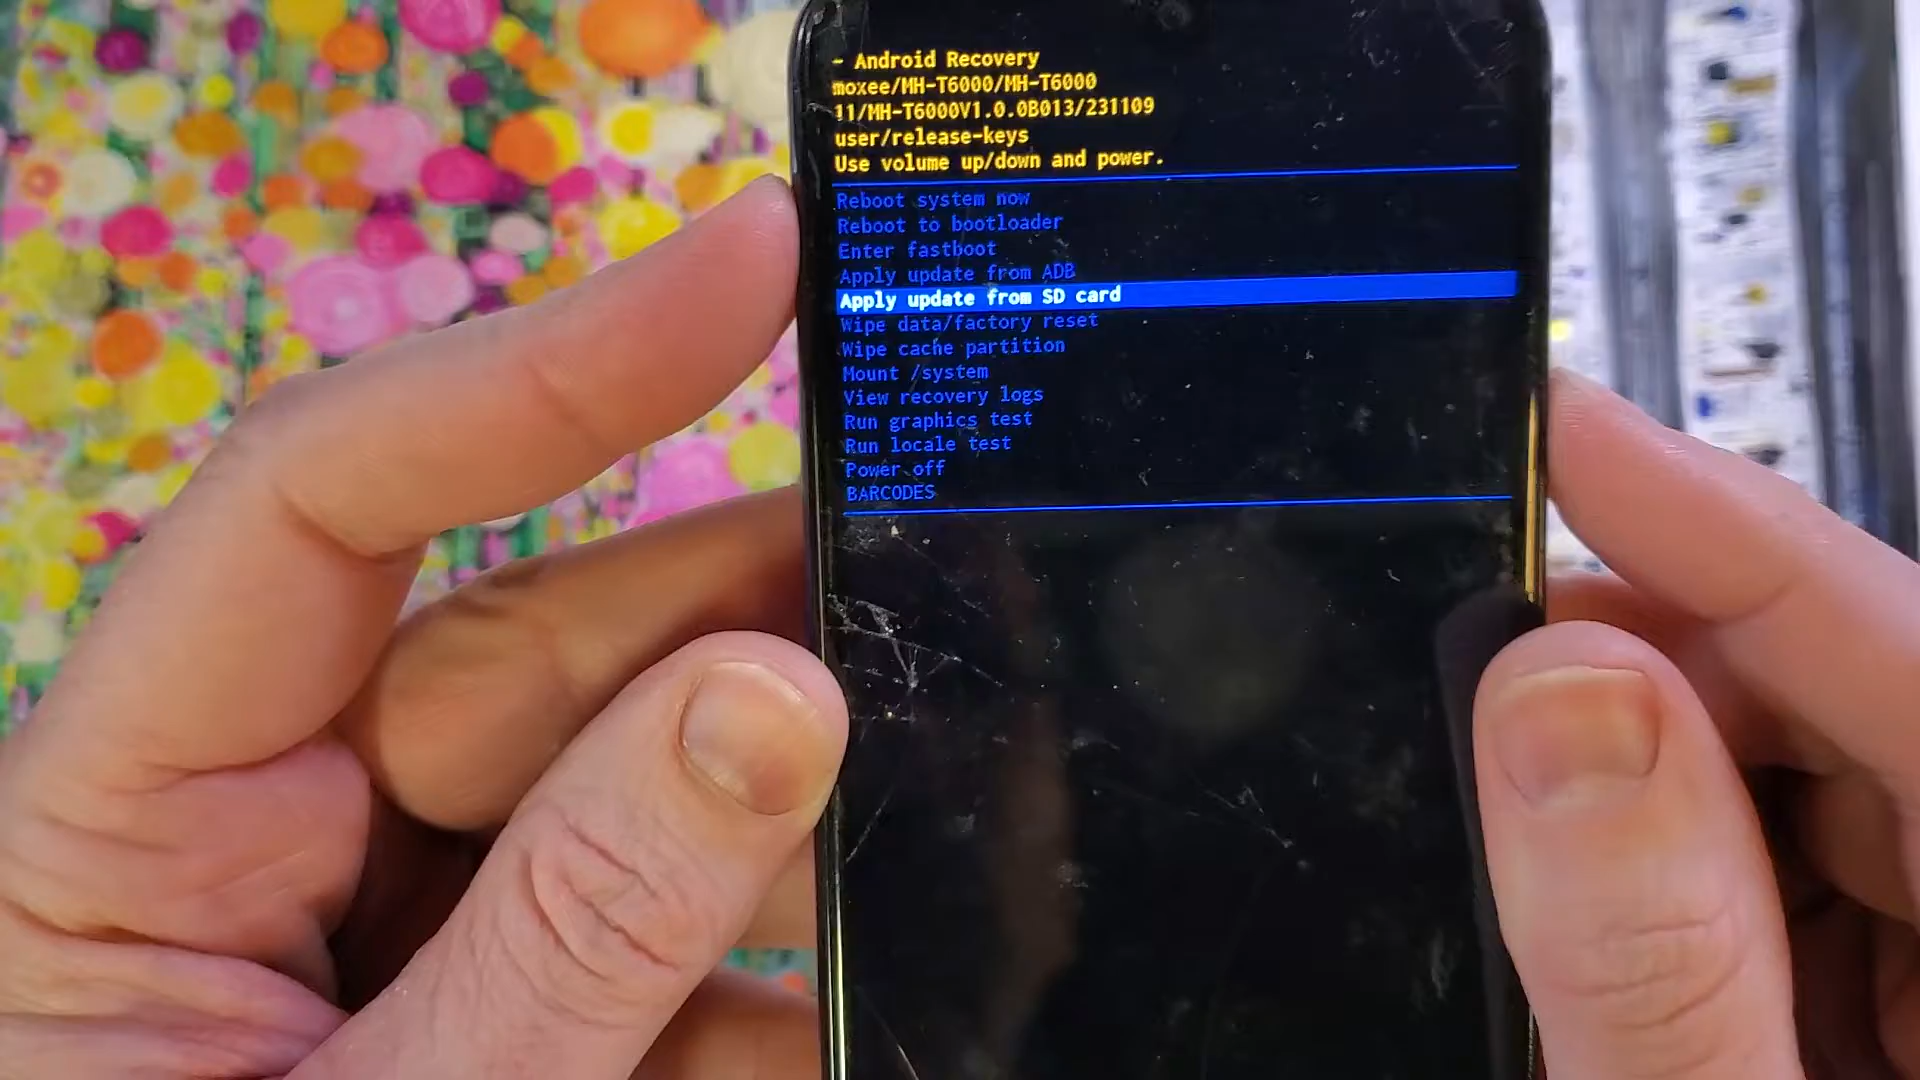 - Android Recovery
moxee/MH-T6000/MH-T6000
11/MH-T6000V1.0.0B013/231109
user/release-keys
Use volume up/down and power.
Reboot system now
Reboot to bootloader
Enter fastboot
Apply update from ADB
Apply update from SD card
Wipe data/factory reset
Wipe cache partition
Mount /system
View recovery logs
Run graphics test
Run locale test
Power off
BARCODES